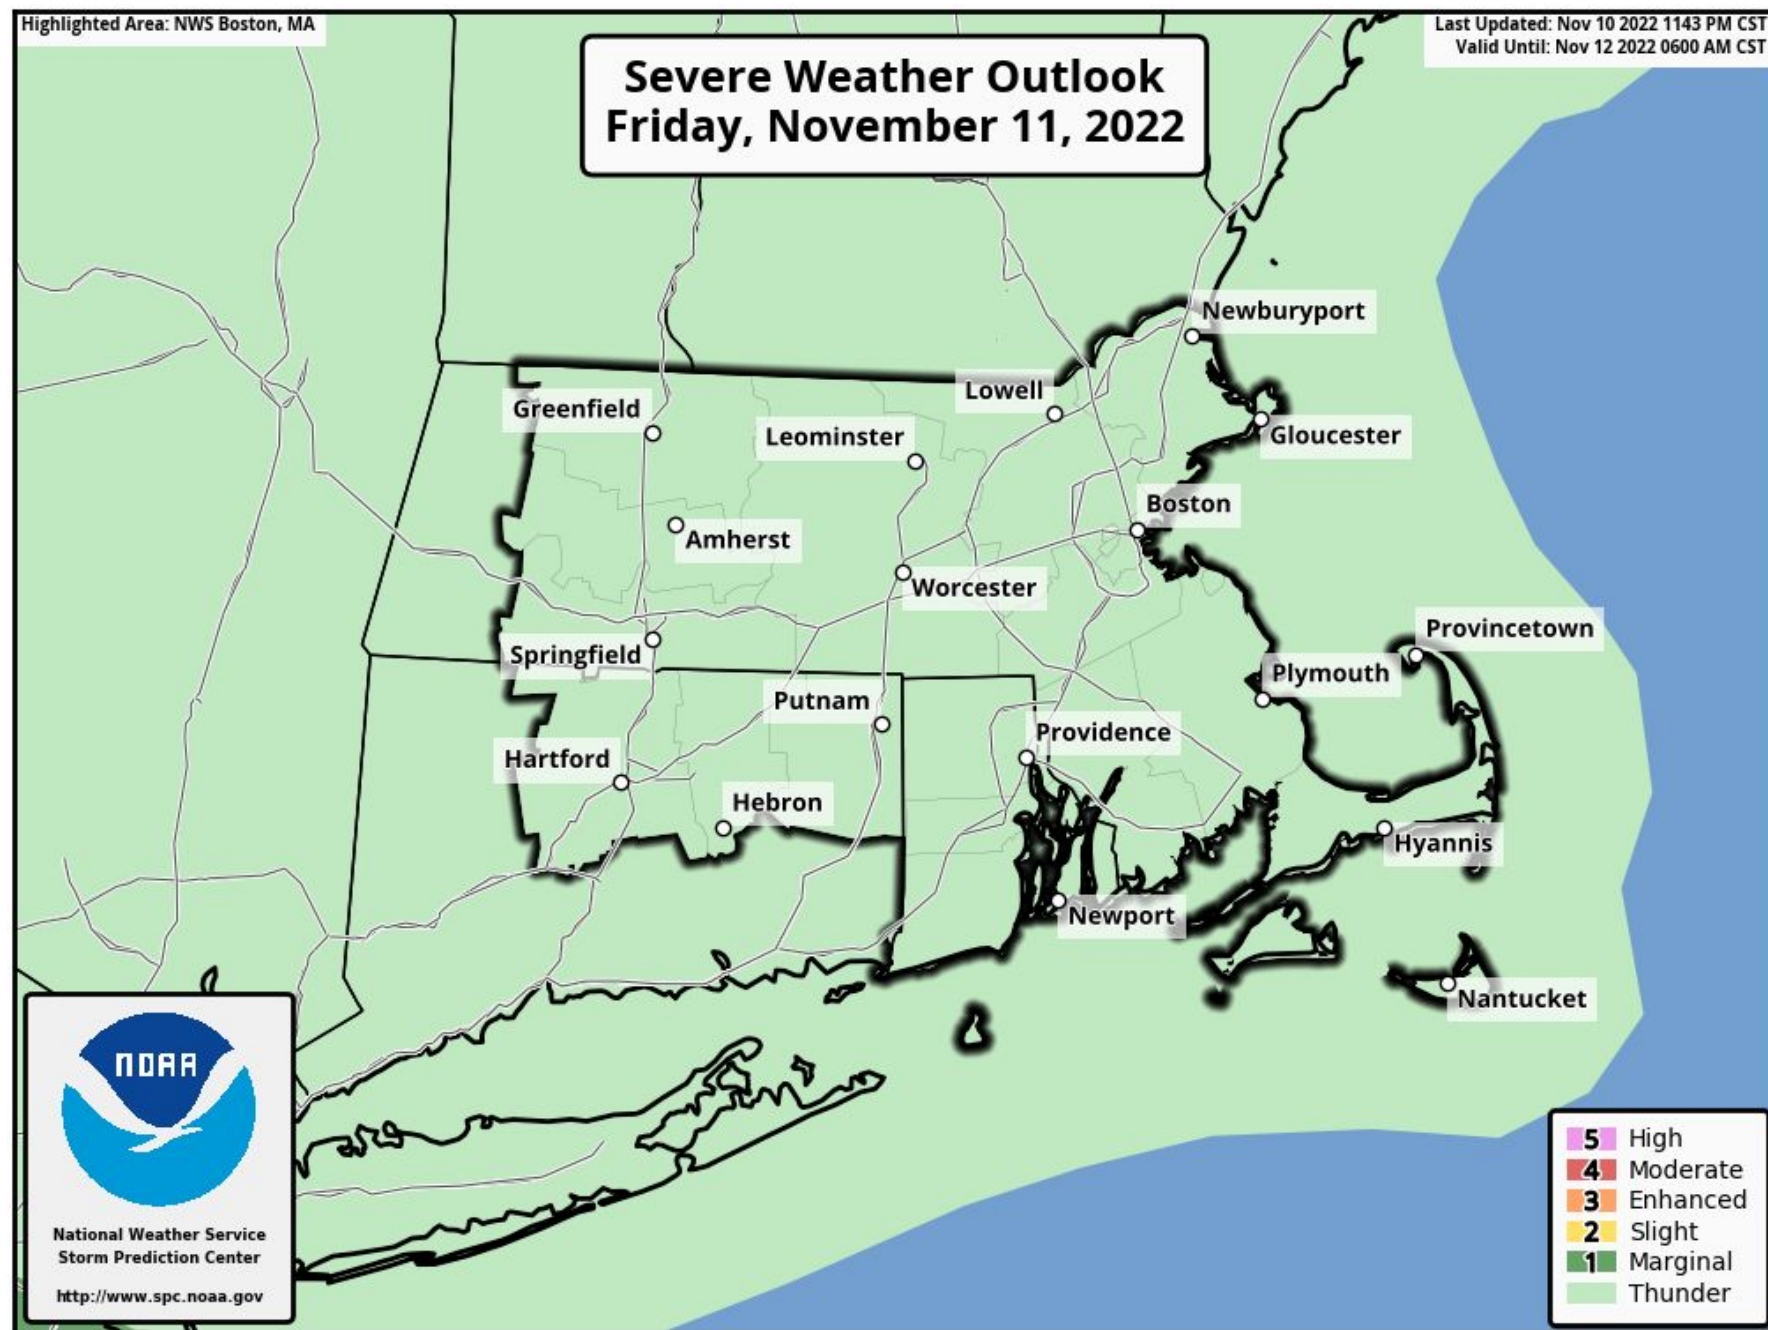 Highlighted Area: NWS Boston, MA
Last Updated: Nov 10 2022 1143 PM CST
Valid Until: Nov 12 2022 0600 AM CST
Severe Weather Outlook
Friday, November 11, 2022
Newburyport
Lowell
Greenfield
Leominster
Gloucester
Boston
Amherst
Worcester
Provincetown
Springfield
Plymouth
Putnam
Providence
Hartford
Hebron
Hyannis
Newport
Nantucket
NOAA
National Weather Service
Storm Prediction Center
http://www.spc.noaa.gov
5 High
4 Moderate
3 Enhanced
2 Slight
1 Marginal
Thunder